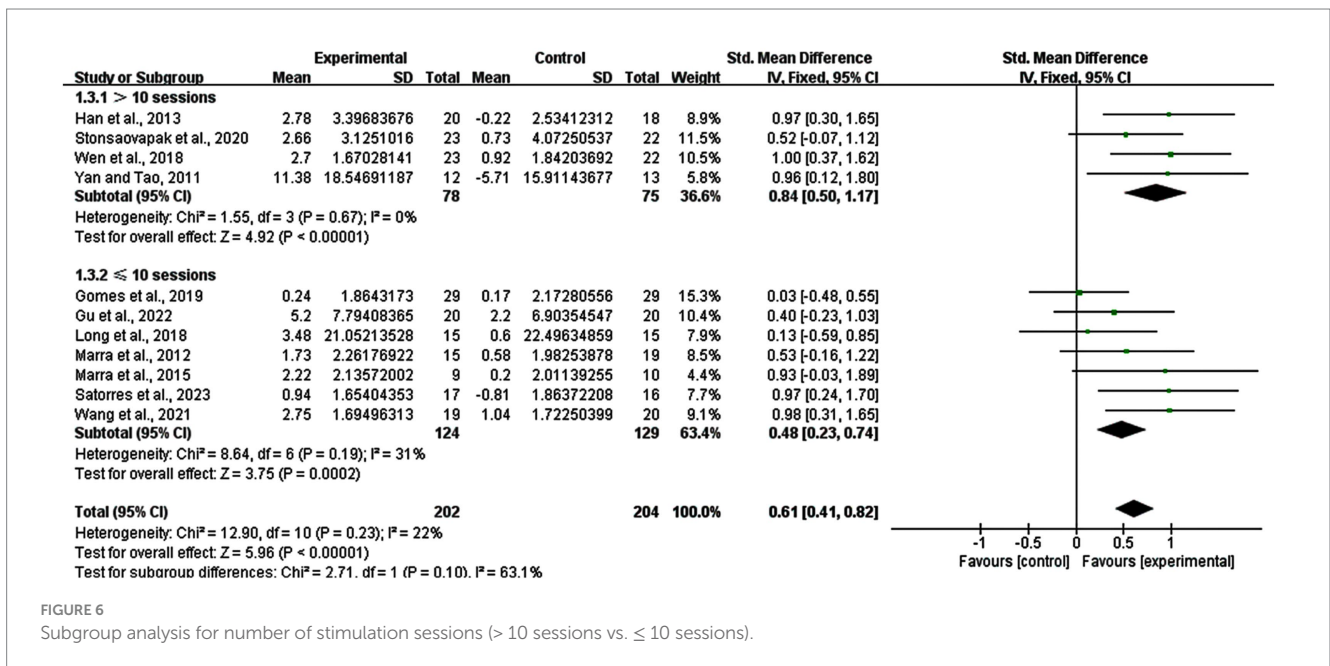 Experimental Control Std. Mean Difference Std. Mean Difference
Study or Subgroup Mean SD Total Mean SD Total Weight IV, Fixed, 95% CI IV, Fixed, 95% CI
1.3.1 > 10 sessions
Han et al., 2013 2.78 3.39683676 20 -0.22 2.53412312 18 8.9% 0.97 [0.30, 1.65]
Stonsaovapak et al., 2020 2.66 3.1251016 23 0.73 4.07250537 22 11.5% 0.52 [-0.07, 1.12]
Wen et al., 2018 2.7 1.67028141 23 0.92 1.84203692 22 10.5% 1.00 [0.37, 1.62]
Yan and Tao, 2011 11.38 18.54691187 12 -5.71 15.91143677 13 5.8% 0.96 [0.12, 1.80]
Subtotal (95% CI) 78 75 36.6% 0.84 [0.50, 1.17]
Heterogeneity: Chi² = 1.55, df = 3 (P = 0.67); I² = 0%
Test for overall effect: Z = 4.92 (P < 0.00001)
1.3.2 ≤ 10 sessions
Gomes et al., 2019 0.24 1.8643173 29 0.17 2.17280556 29 15.3% 0.03 [-0.48, 0.55]
Gu et al., 2022 5.2 7.79408365 20 2.2 6.90354547 20 10.4% 0.40 [-0.23, 1.03]
Long et al., 2018 3.48 21.05213528 15 0.6 22.49634859 15 7.9% 0.13 [-0.59, 0.85]
Marra et al., 2012 1.73 2.26176922 15 0.58 1.98253878 19 8.5% 0.53 [-0.16, 1.22]
Marra et al., 2015 2.22 2.13572002 9 0.2 2.01139255 10 4.4% 0.93 [-0.03, 1.89]
Satorres et al., 2023 0.94 1.65404353 17 -0.81 1.86372208 16 7.7% 0.97 [0.24, 1.70]
Wang et al., 2021 2.75 1.69496313 19 1.04 1.72250399 20 9.1% 0.98 [0.31, 1.65]
Subtotal (95% CI) 124 129 63.4% 0.48 [0.23, 0.74]
Heterogeneity: Chi² = 8.64, df = 6 (P = 0.19); I² = 31%
Test for overall effect: Z = 3.75 (P = 0.0002)
Total (95% CI) 202 204 100.0% 0.61 [0.41, 0.82]
Heterogeneity: Chi² = 12.90, df = 10 (P = 0.23); I² = 22%
Test for overall effect: Z = 5.96 (P < 0.00001)
Test for subgroup differences: Chi² = 2.71, df = 1 (P = 0.10), I² = 63.1%
-1 -0.5 0 0.5 1
Favours [control] Favours [experimental]
FIGURE 6
Subgroup analysis for number of stimulation sessions (> 10 sessions vs. ≤ 10 sessions).